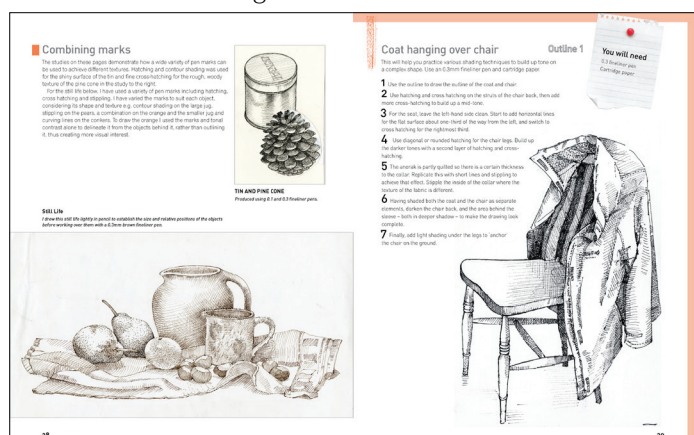 Combining marks
The studies on these pages demonstrate how a wide variety of pen marks can
be used to achieve different textures. Hatching and contour shading was used
for the shiny surface of the tin and fine cross-hatching for the rough, woody
texture of the pine cone in the study to the right.
For the still life below, I have used a variety of pen marks including hatching,
cross hatching and stippling. I have varied the marks to suit each object,
considering its shape and texture e.g. contour shading on the large jug,
stippling on the pears, a combination on the orange and the smaller jug and
curving lines on the conkers. To draw the orange I used the marks and tonal
contrast alone to delineate it from the objects behind it, rather than outlining
it, thus creating more visual interest.
TIN AND PINE CONE
Produced using 0.1 and 0.3 fineliner pens.
Still Life
I drew this still life lightly in pencil to establish the size and relative positions of the objects
before working over them with a 0.3mm brown fineliner pen.
28
Coat hanging over chair
Outline 1
This will help you practice various shading techniques to build up tone on
a complex shape. Use an 0.3mm fineliner pen and cartridge paper.
You will need
0.3 fineliner pen
Cartridge paper
1 Use the outline to draw the outline of the coat and chair.
2 Use hatching and cross hatching on the struts of the chair back, then add
more cross-hatching to build up a mid-tone.
3 For the seat, leave the left-hand side clean. Start to add horizontal lines
for the flat surface about one-third of the way from the left, and switch to
cross hatching for the rightmost third.
4 Use diagonal or rounded hatching for the chair legs. Build up
the darker tones with a second layer of hatching and cross-
hatching.
5 The anorak is partly quilted so there is a certain thickness
to the collar. Replicate this with short lines and stippling to
achieve that effect. Stipple the inside of the collar where the
texture of the fabric is different.
6 Having shaded both the coat and the chair as separate
elements, darken the chair back, and the area behind the
sleeve – both in deeper shadow – to make the drawing look
complete.
7 Finally, add light shading under the legs to 'anchor'
the chair on the ground.
29